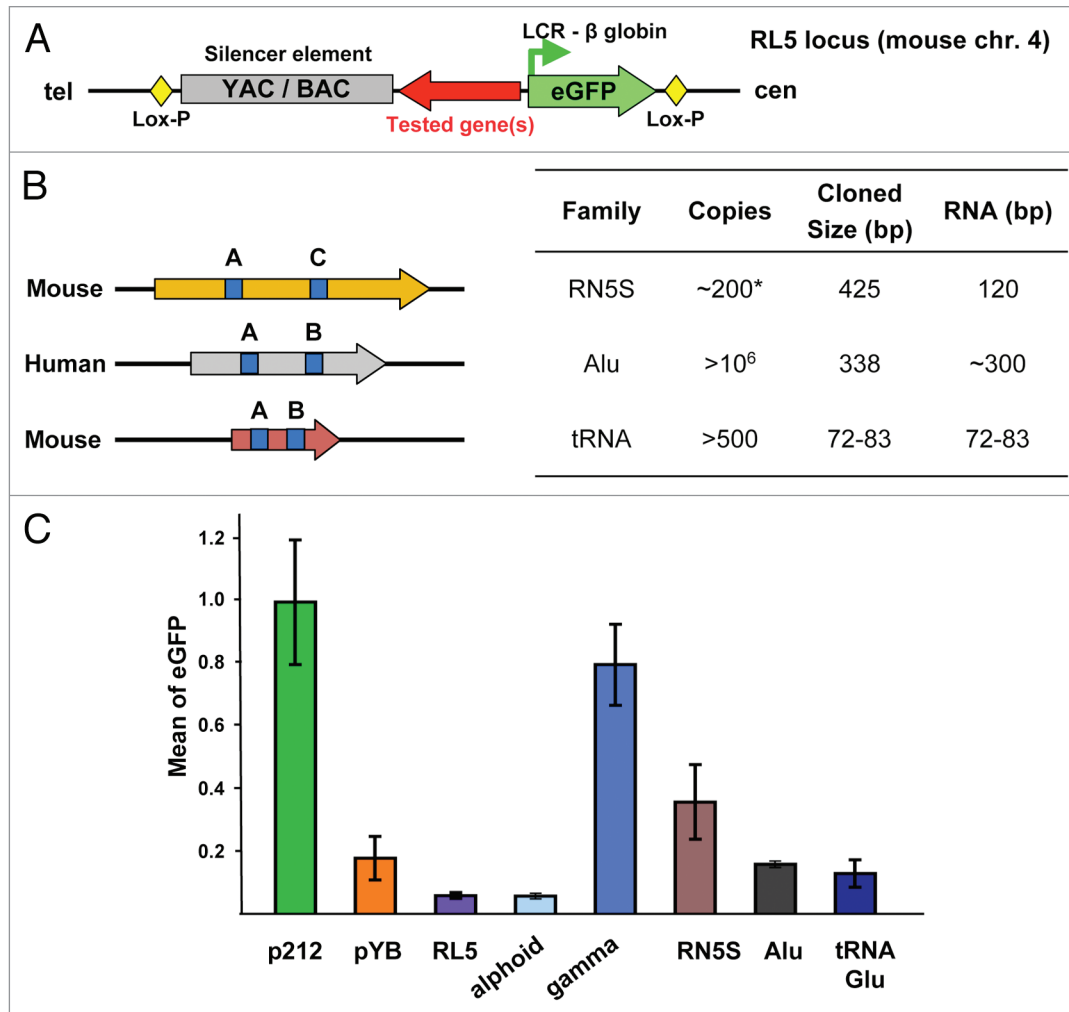 A
LCR - β globin
RL5 locus (mouse chr. 4)
Silencer element
tel
YAC / BAC
eGFP
cen
Lox-P
Tested gene(s)
Lox-P
B
A C
Mouse
A B
Human
A B
Mouse
Family Copies Cloned Size (bp) RNA (bp)
RN5S ~200* 425 120
Alu >10⁶ 338 ~300
tRNA >500 72-83 72-83
C
Mean of eGFP
1.2
1.0
0.8
0.6
0.4
0.2
p212
pYB
RL5
alphoid
gamma
RN5S
Alu
tRNA
Glu